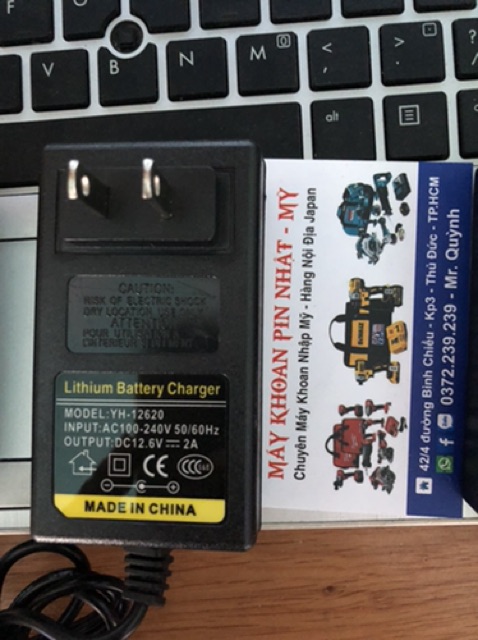 V
B
N
M
<
,
>
.
?
alt
CAUTION:
RISK OF ELECTRIC SHOCK
DRY LOCATION USE ONLY
ATTENTION
Lithium Battery Charger
MODEL:YH-12620
INPUT:AC100-240V 50/60Hz
OUTPUT:DC12.6V 2A
CE
CCC
MADE IN CHINA
MÁY KHOAN PIN NHẬT - MỸ
Chuyên Máy Khoan Nhập Mỹ - Hàng Nội Địa Japan
42/4 đường Bình Chiểu - Kp3 - Thủ Đức - TP.HCM
0372.239.239 - Mr. Quỳnh